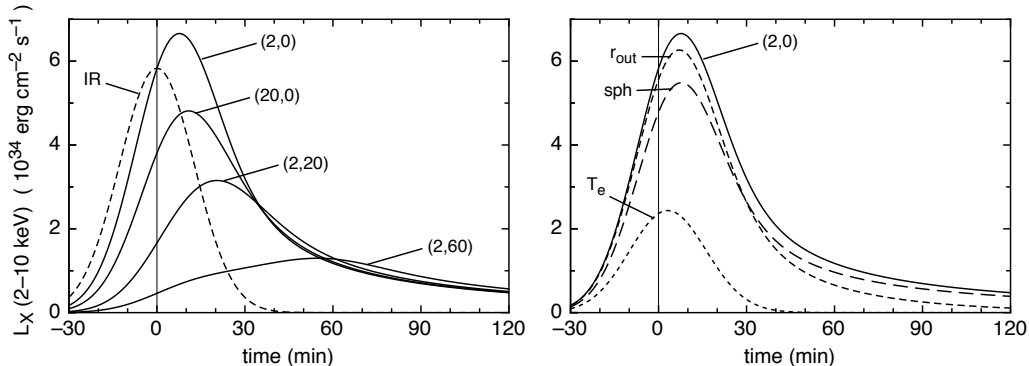 L_X (2–10 keV) (10^34 erg cm^−2 s^−1)
6
4
2
0
IR
(2,0)
(20,0)
(2,20)
(2,60)
−30 0 30 60 90 120
time (min)
6
4
2
0
(2,0)
r_out
sph
T_e
−30 0 30 60 90 120
time (min)